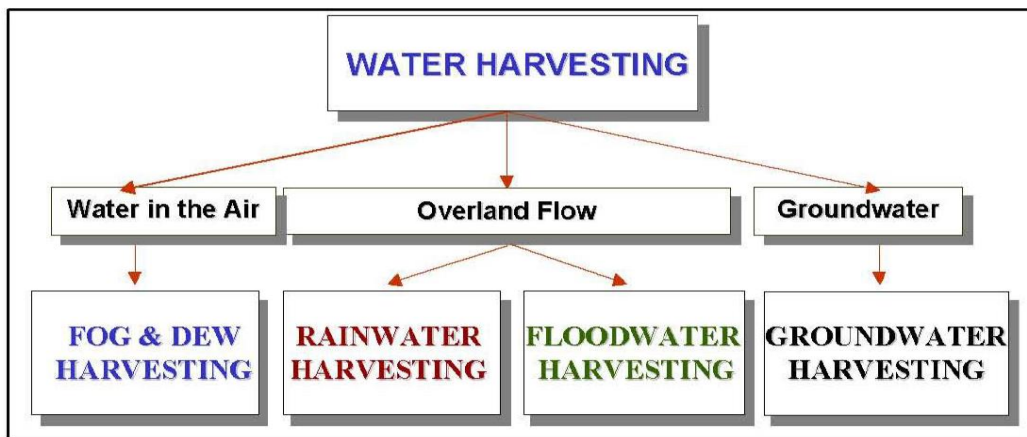 WATER HARVESTING
Water in the Air
Overland Flow
Groundwater
FOG & DEW
HARVESTING
RAINWATER
HARVESTING
FLOODWATER
HARVESTING
GROUNDWATER
HARVESTING